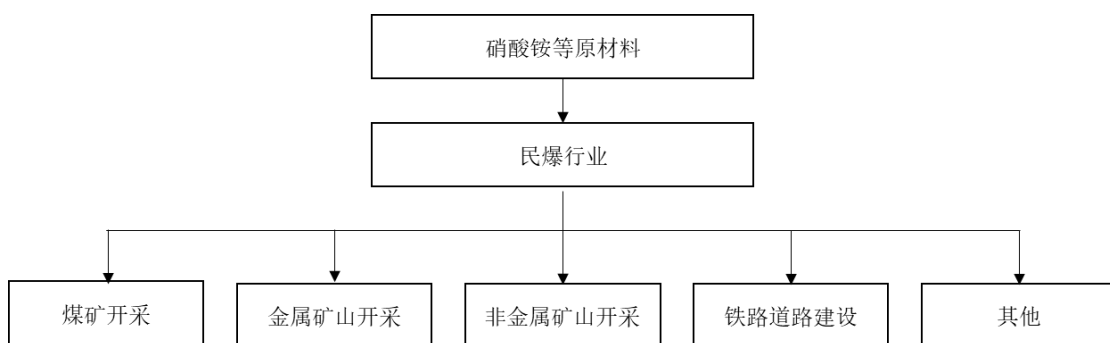 硝酸铵等原材料
民爆行业
煤矿开采
金属矿山开采
非金属矿山开采
铁路道路建设
其他